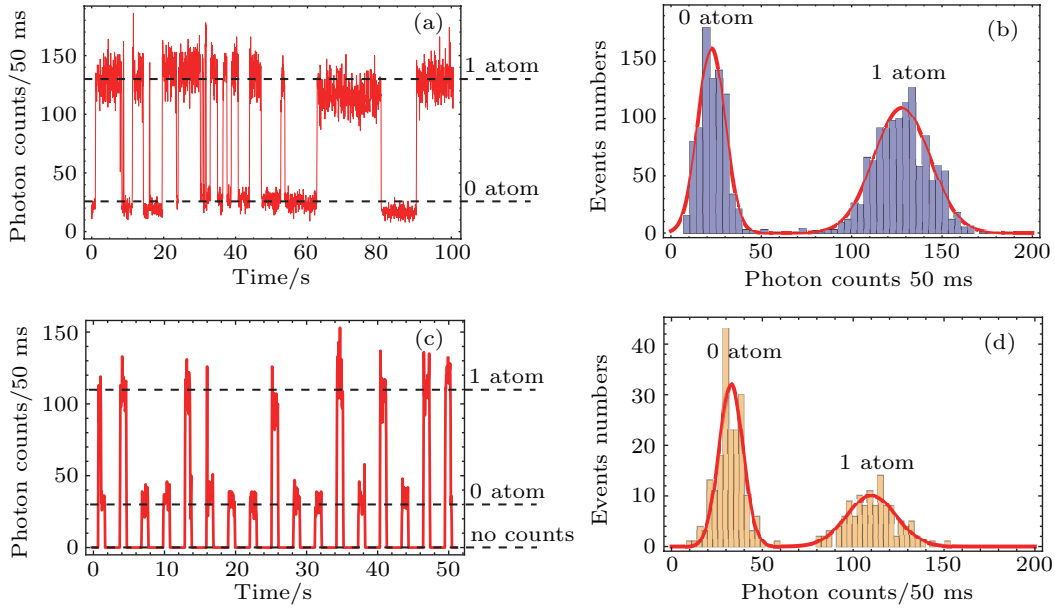 (a)
Photon counts/50 ms
150
100
50
0
1 atom
0 atom
0 20 40 60 80 100
Time/s
(b)
Events numbers
150
100
50
0
0 atom
1 atom
0 50 100 150 200
Photon counts 50 ms
(c)
Photon counts/50 ms
150
100
50
0
1 atom
0 atom
no counts
0 10 20 30 40 50
Time/s
(d)
Events numbers
40
30
20
10
0
0 atom
1 atom
0 50 100 150 200
Photon counts/50 ms